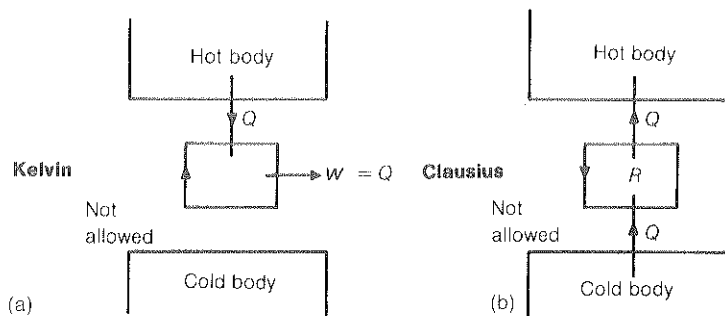 Hot body
Q
Kelvin
W = Q
Not
allowed
Cold body
(a)
Hot body
Q
Clausius
R
Not
allowed
Q
Cold body
(b)